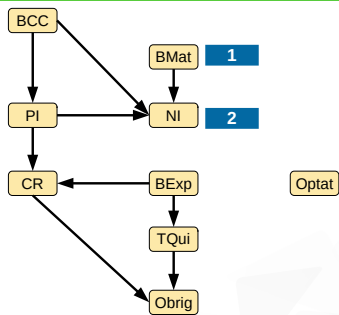 BCC
BMat 1
PI NI 2
CR BExp Optat
TQui
Obrig